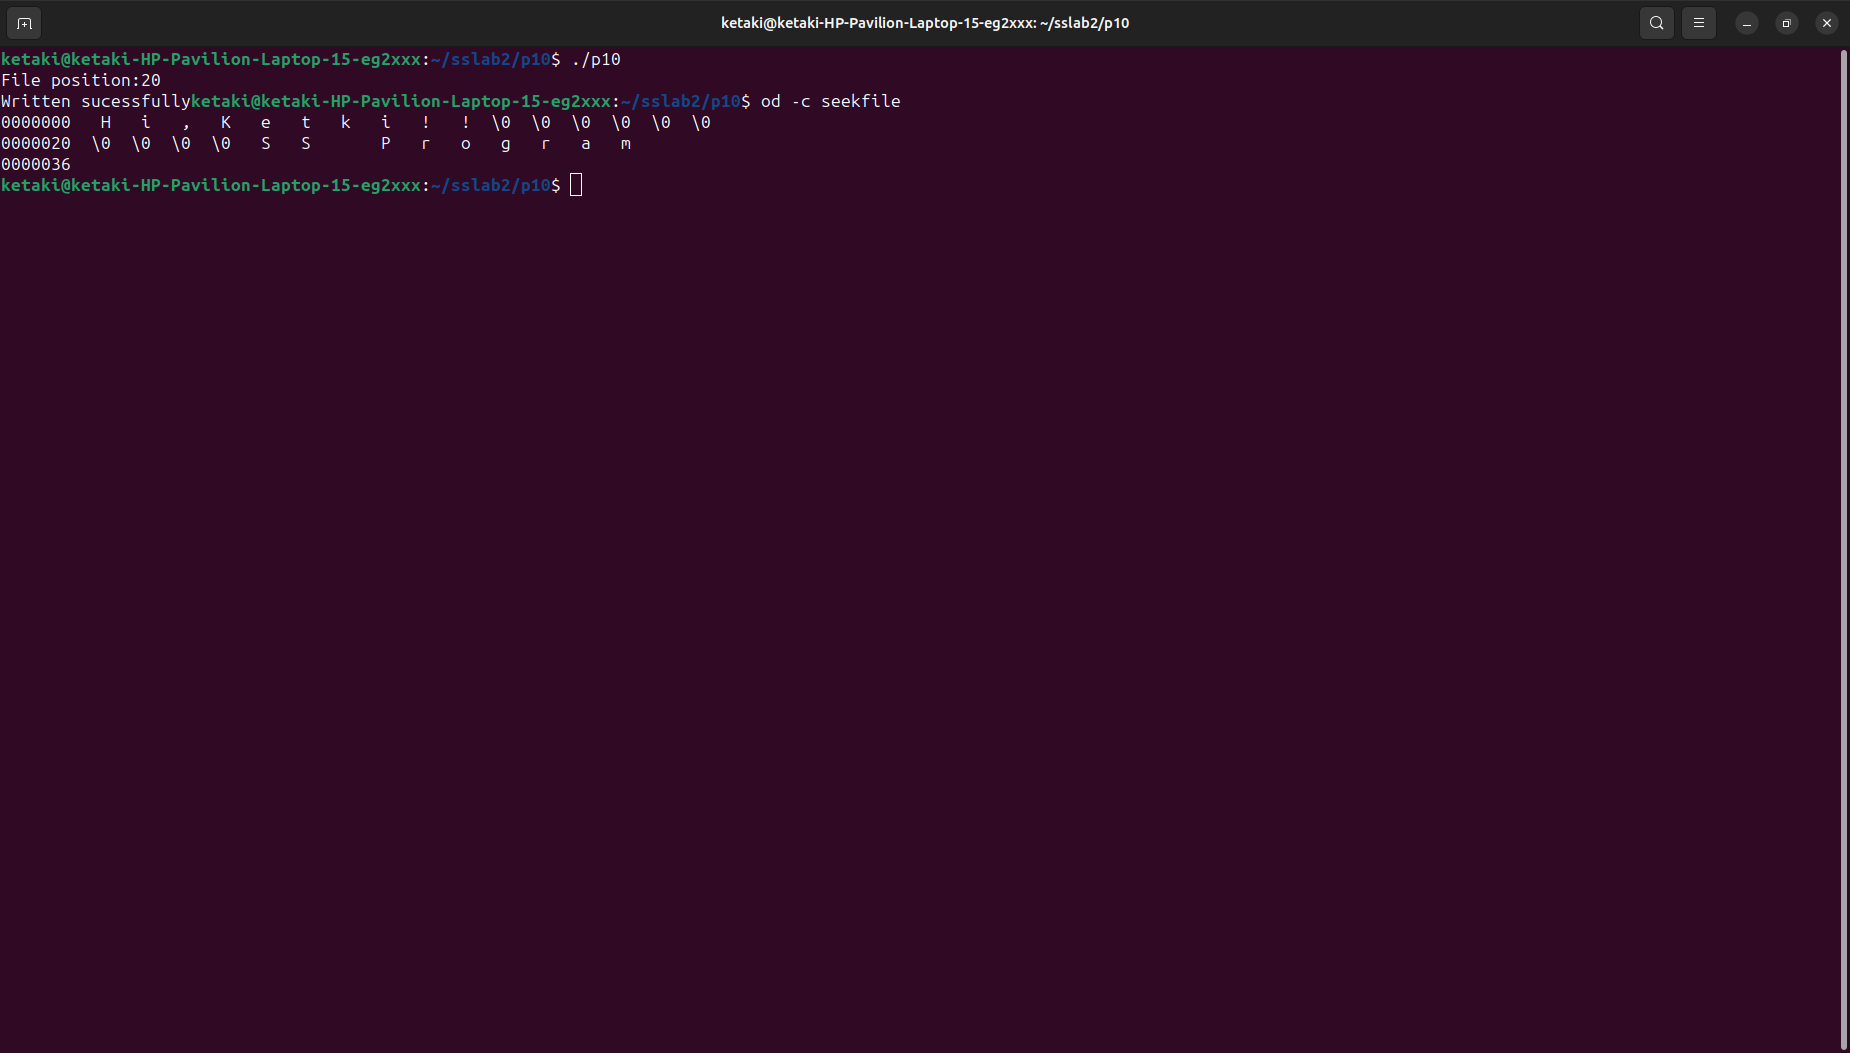 ketaki@ketaki-HP-Pavilion-Laptop-15-eg2xxx: ~/sslab2/p10
ketaki@ketaki-HP-Pavilion-Laptop-15-eg2xxx:~/sslab2/p10$ ./p10
File position:20
Written sucessfullyketaki@ketaki-HP-Pavilion-Laptop-15-eg2xxx:~/sslab2/p10$ od -c seekfile
0000000   H   i   ,   K   e   t   k   i   !   !  \0  \0  \0  \0  \0  \0
0000020  \0  \0  \0  \0   S   S       P   r   o   g   r   a   m
0000036
ketaki@ketaki-HP-Pavilion-Laptop-15-eg2xxx:~/sslab2/p10$